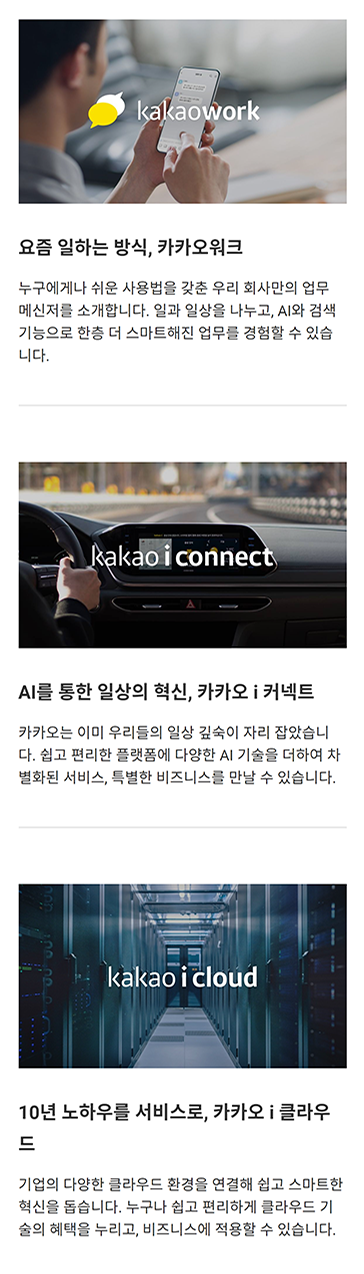 kakaowork
요즘 일하는 방식, 카카오워크
누구에게나 쉬운 사용법을 갖춘 우리 회사만의 업무
메신저를 소개합니다. 일과 일상을 나누고, AI와 검색
기능으로 한층 더 스마트해진 업무를 경험할 수 있습
니다.
kakao i connect
AI를 통한 일상의 혁신, 카카오 i 커넥트
카카오는 이미 우리들의 일상 깊숙이 자리 잡았습니
다. 쉽고 편리한 플랫폼에 다양한 AI 기술을 더하여 차
별화된 서비스, 특별한 비즈니스를 만날 수 있습니다.
kakao i cloud
10년 노하우를 서비스로, 카카오 i 클라우
드
기업의 다양한 클라우드 환경을 연결해 쉽고 스마트한
혁신을 돕습니다. 누구나 쉽고 편리하게 클라우드 기
술의 혜택을 누리고, 비즈니스에 적용할 수 있습니다.